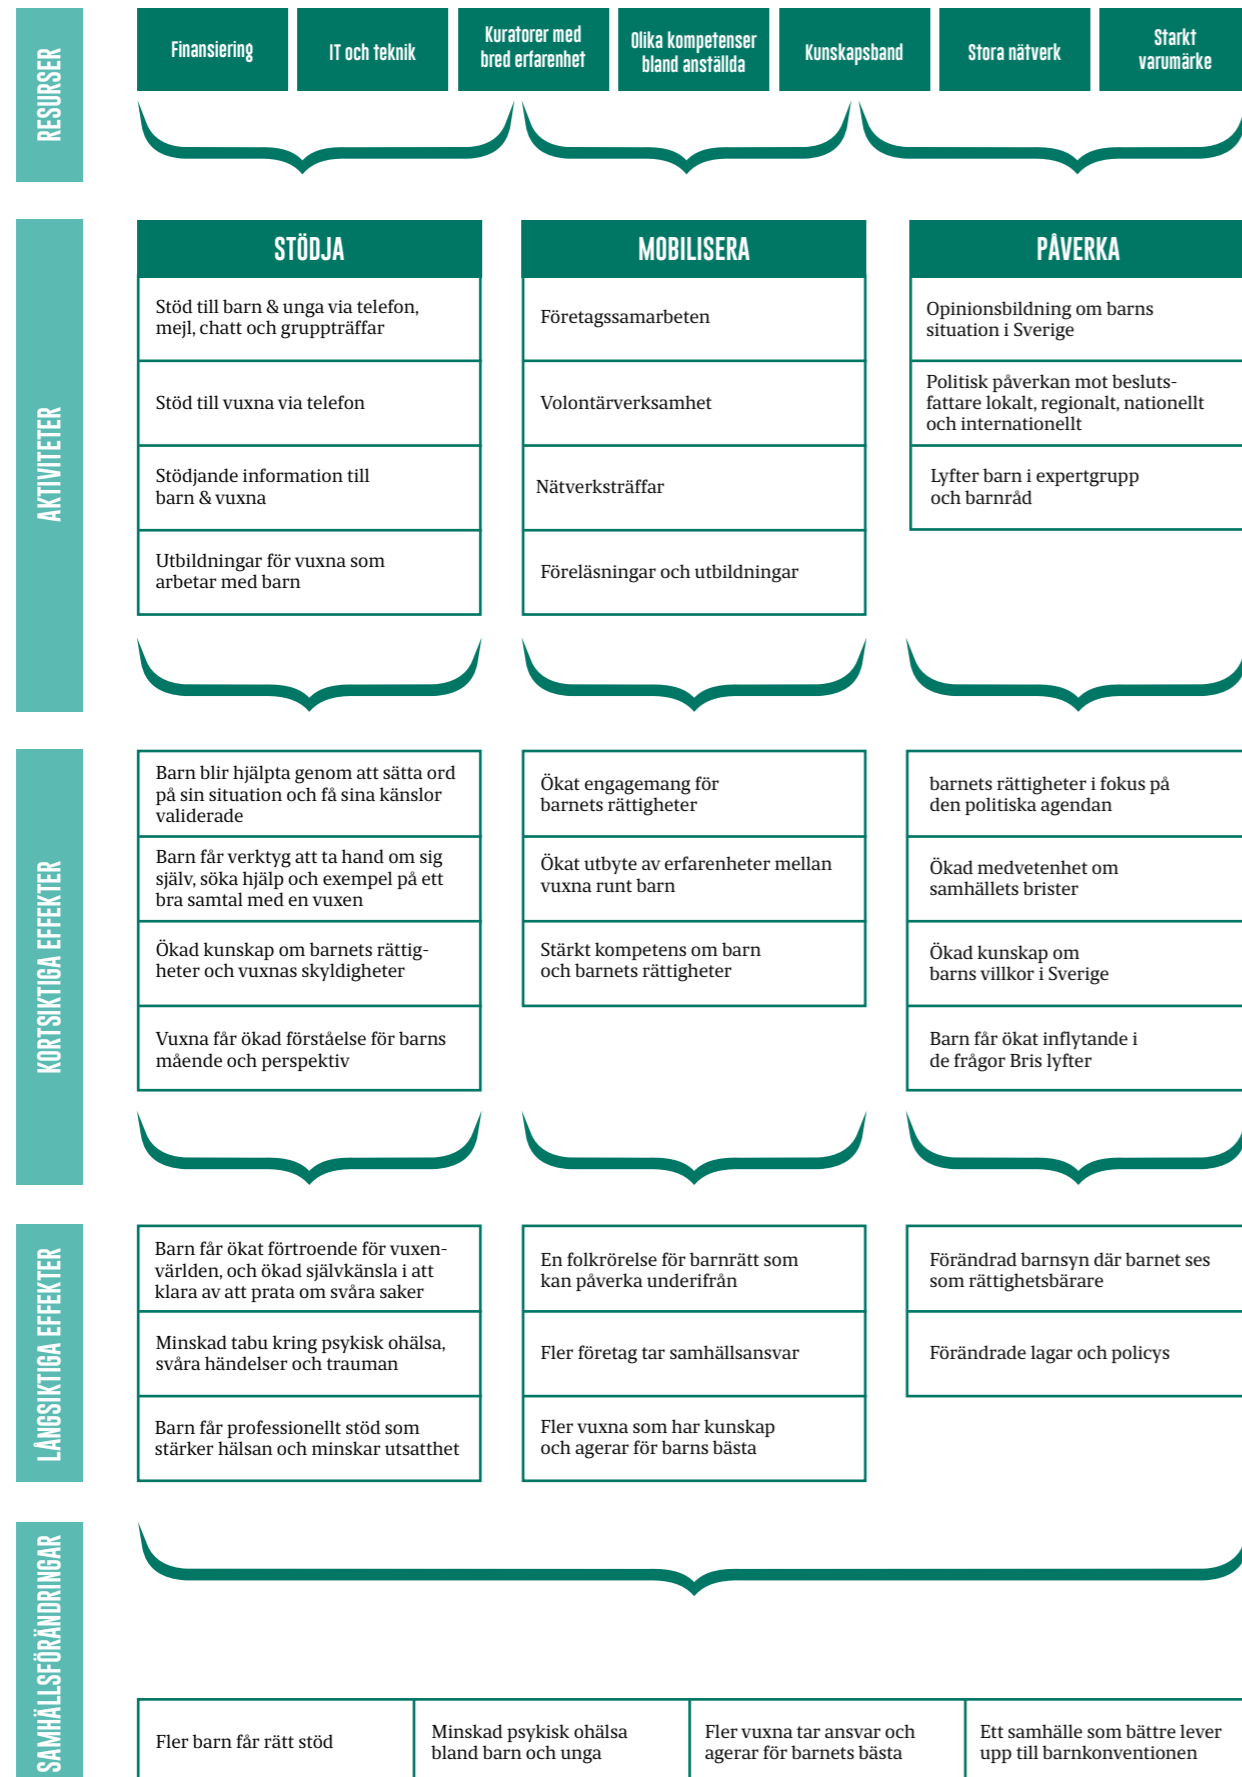 RESURSER
Finansiering
IT och teknik
Kuratorer med
bred erfarenhet
Olika kompetenser
bland anställda
Kunskapsband
Stora nätverk
Starkt
varumärke
AKTIVITETER
STÖDJA
Stöd till barn & unga via telefon,
mejl, chatt och gruppträffar
Stöd till vuxna via telefon
Stödjande information till
barn & vuxna
Utbildningar för vuxna som
arbetar med barn
MOBILISERA
Företagssamarbeten
Volontärverksamhet
Nätverksträffar
Föreläsningar och utbildningar
PÅVERKA
Opinionsbildning om barns
situation i Sverige
Politisk påverkan mot besluts-
fattare lokalt, regionalt, nationellt
och internationellt
Lyfter barn i expertgrupp
och barnråd
KORTSIKTIGA EFFEKTER
Barn blir hjälpta genom att sätta ord
på sin situation och få sina känslor
validerade
Barn får verktyg att ta hand om sig
själv, söka hjälp och exempel på ett
bra samtal med en vuxen
Ökad kunskap om barnets rättig-
heter och vuxnas skyldigheter
Vuxna får ökad förståelse för barns
mående och perspektiv
Ökat engagemang för
barnets rättigheter
Ökat utbyte av erfarenheter mellan
vuxna runt barn
Stärkt kompetens om barn
och barnets rättigheter
barnets rättigheter i fokus på
den politiska agendan
Ökad medvetenhet om
samhällets brister
Ökad kunskap om
barns villkor i Sverige
Barn får ökat inflytande i
de frågor Bris lyfter
LÅNGSIKTIGA EFFEKTER
Barn får ökat förtroende för vuxen-
världen, och ökad självkänsla i att
klara av att prata om svåra saker
Minskad tabu kring psykisk ohälsa,
svåra händelser och trauman
Barn får professionellt stöd som
stärker hälsan och minskar utsatthet
En folkrörelse för barnrätt som
kan påverka underifrån
Fler företag tar samhällsansvar
Fler vuxna som har kunskap
och agerar för barns bästa
Förändrad barnsyn där barnet ses
som rättighetsbärare
Förändrade lagar och policys
SAMHÄLLSFÖRÄNDRINGAR
Fler barn får rätt stöd
Minskad psykisk ohälsa
bland barn och unga
Fler vuxna tar ansvar och
agerar för barnets bästa
Ett samhälle som bättre lever
upp till barnkonventionen